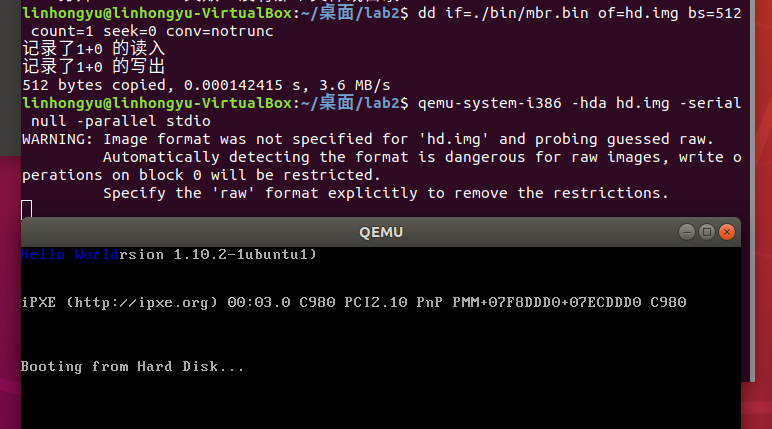 linhongyu@linhongyu-VirtualBox:~/桌面/lab2$ dd if=./bin/mbr.bin of=hd.img bs=512
 count=1 seek=0 conv=notrunc
记录了1+0 的读入
记录了1+0 的写出
512 bytes copied, 0.000142415 s, 3.6 MB/s
linhongyu@linhongyu-VirtualBox:~/桌面/lab2$ qemu-system-i386 -hda hd.img -serial
 null -parallel stdio
WARNING: Image format was not specified for 'hd.img' and probing guessed raw.
         Automatically detecting the format is dangerous for raw images, write o
perations on block 0 will be restricted.
         Specify the 'raw' format explicitly to remove the restrictions.
QEMU
Hello Worldrsion 1.10.2-1ubuntu1)
iPXE (http://ipxe.org) 00:03.0 C980 PCI2.10 PnP PMM+07F8DDD0+07ECDDD0 C980
Booting from Hard Disk...